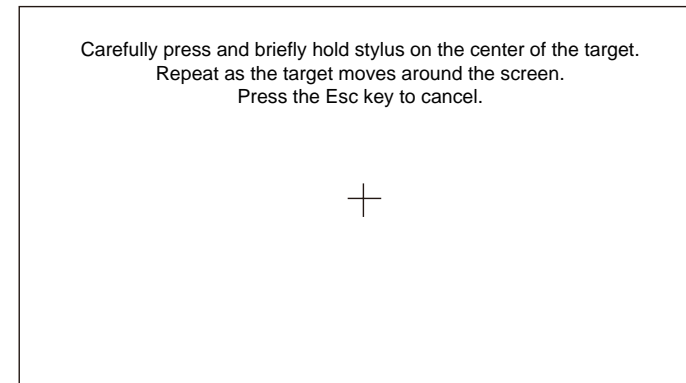 Carefully press and briefly hold stylus on the center of the target.
Repeat as the target moves around the screen.
Press the Esc key to cancel.